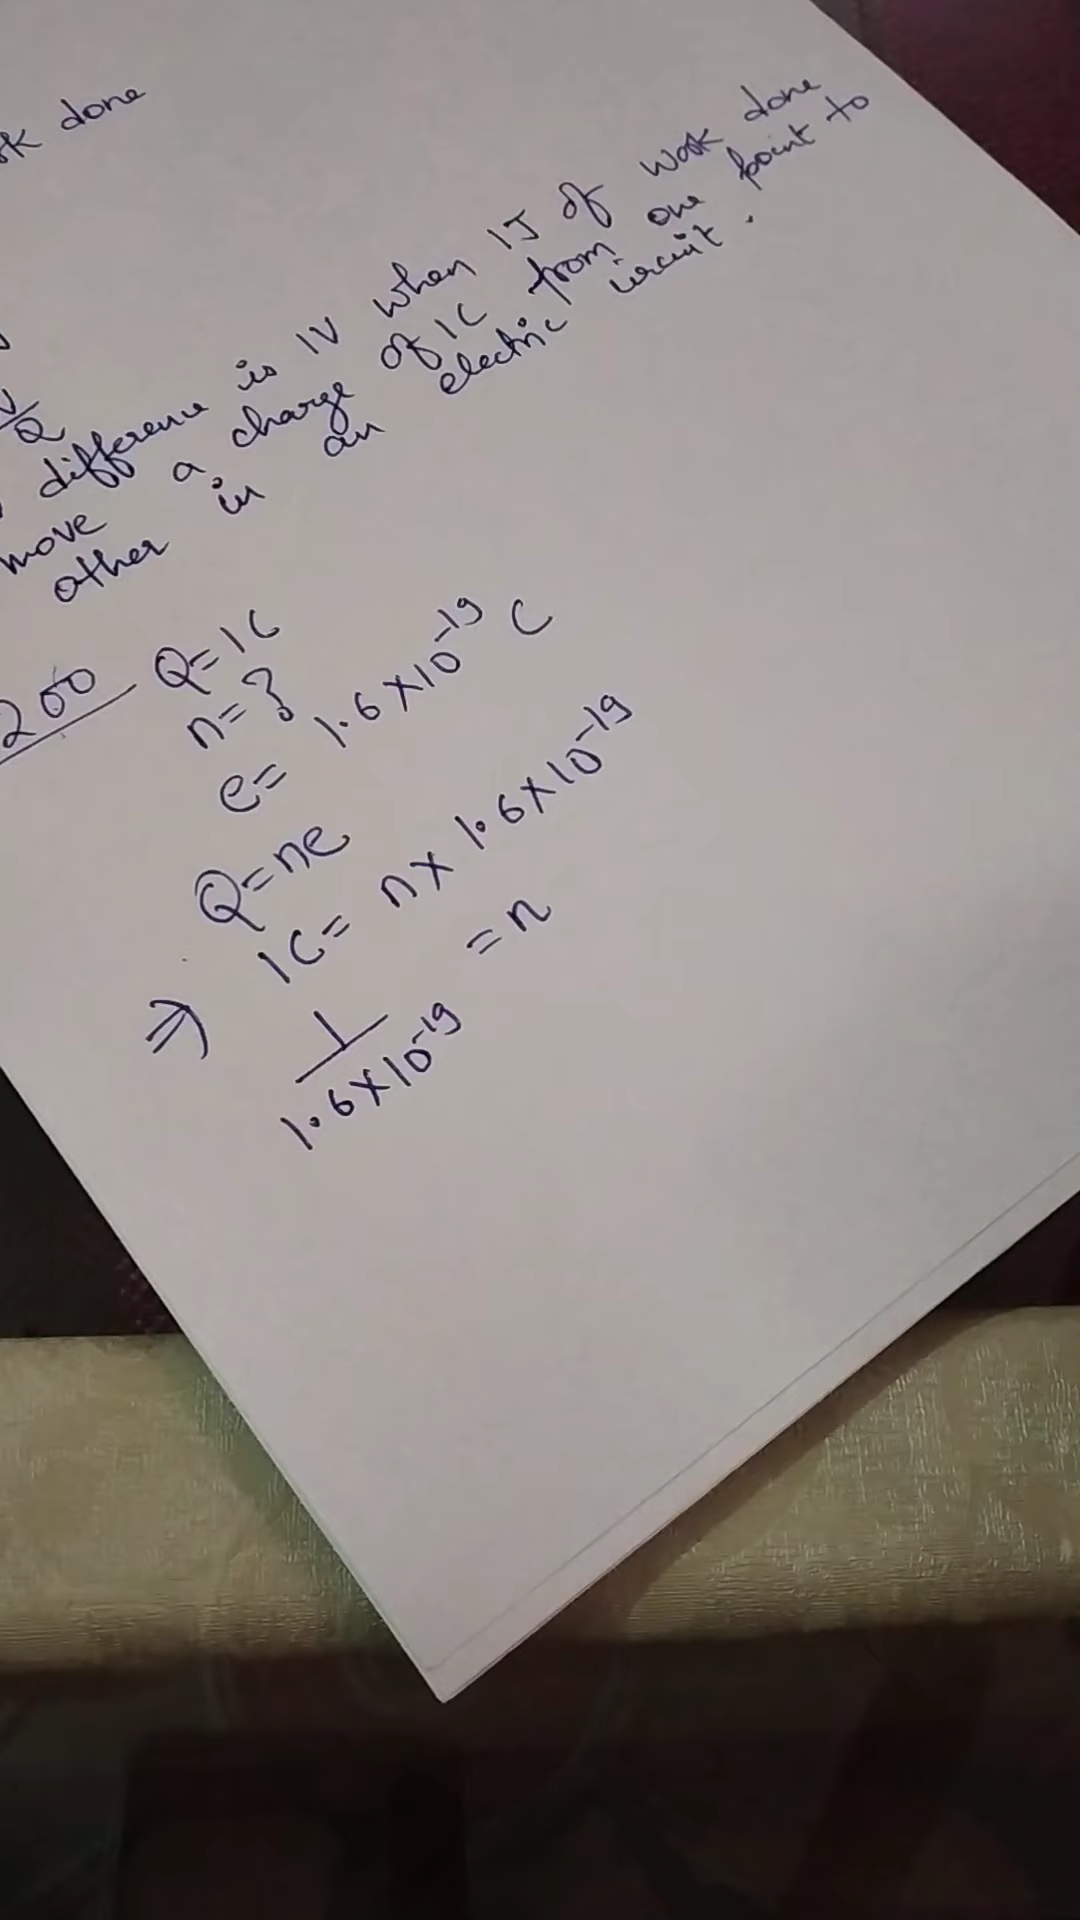 done
difference is 1V when 1J of work done
move a charge of 1C from one point to
other in an electric circuit.
200
Q=1C
n=?
e= 1.6×10⁻¹⁹ C
Q=ne
1C= n× 1.6×10⁻¹⁹
⇒ 1/1.6×10⁻¹⁹ = n